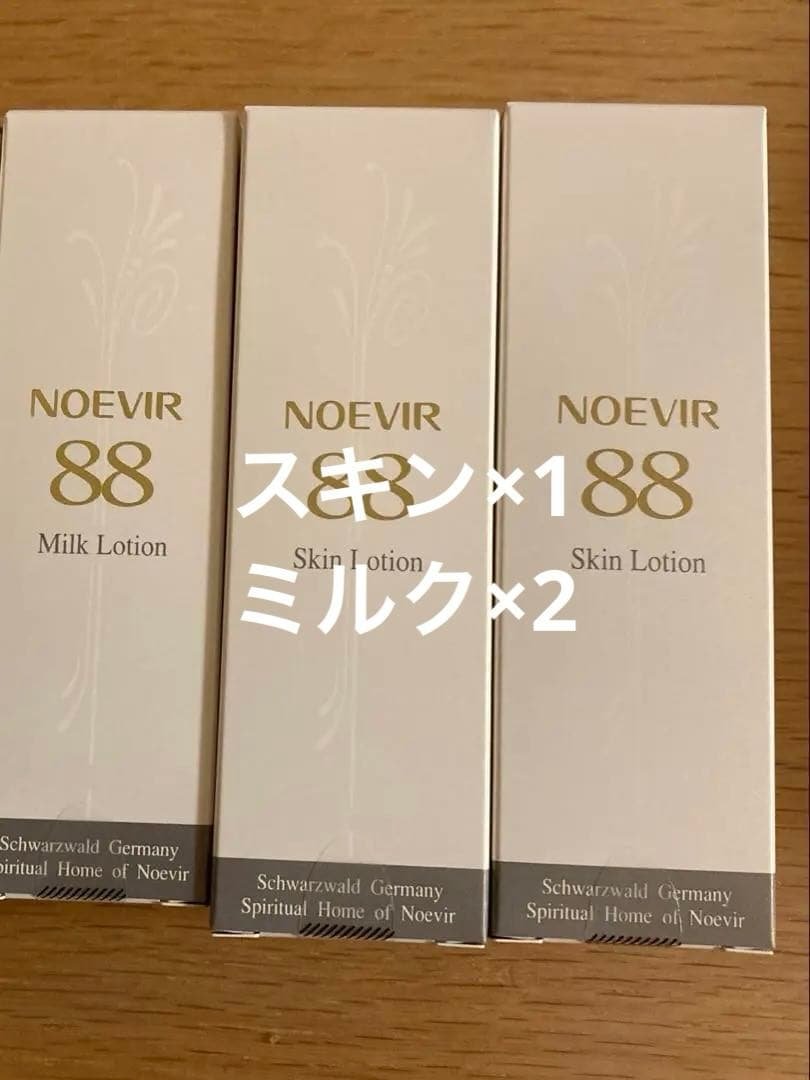 NOEVIR
88
Milk Lotion
Schwarzwald Germany
Spiritual Home of Noevir
NOEVIR
88
Skin Lotion
Schwarzwald Germany
Spiritual Home of Noevir
NOEVIR
88
Skin Lotion
Schwarzwald Germany
Spiritual Home of Noevir
スキン×1
ミルク×2